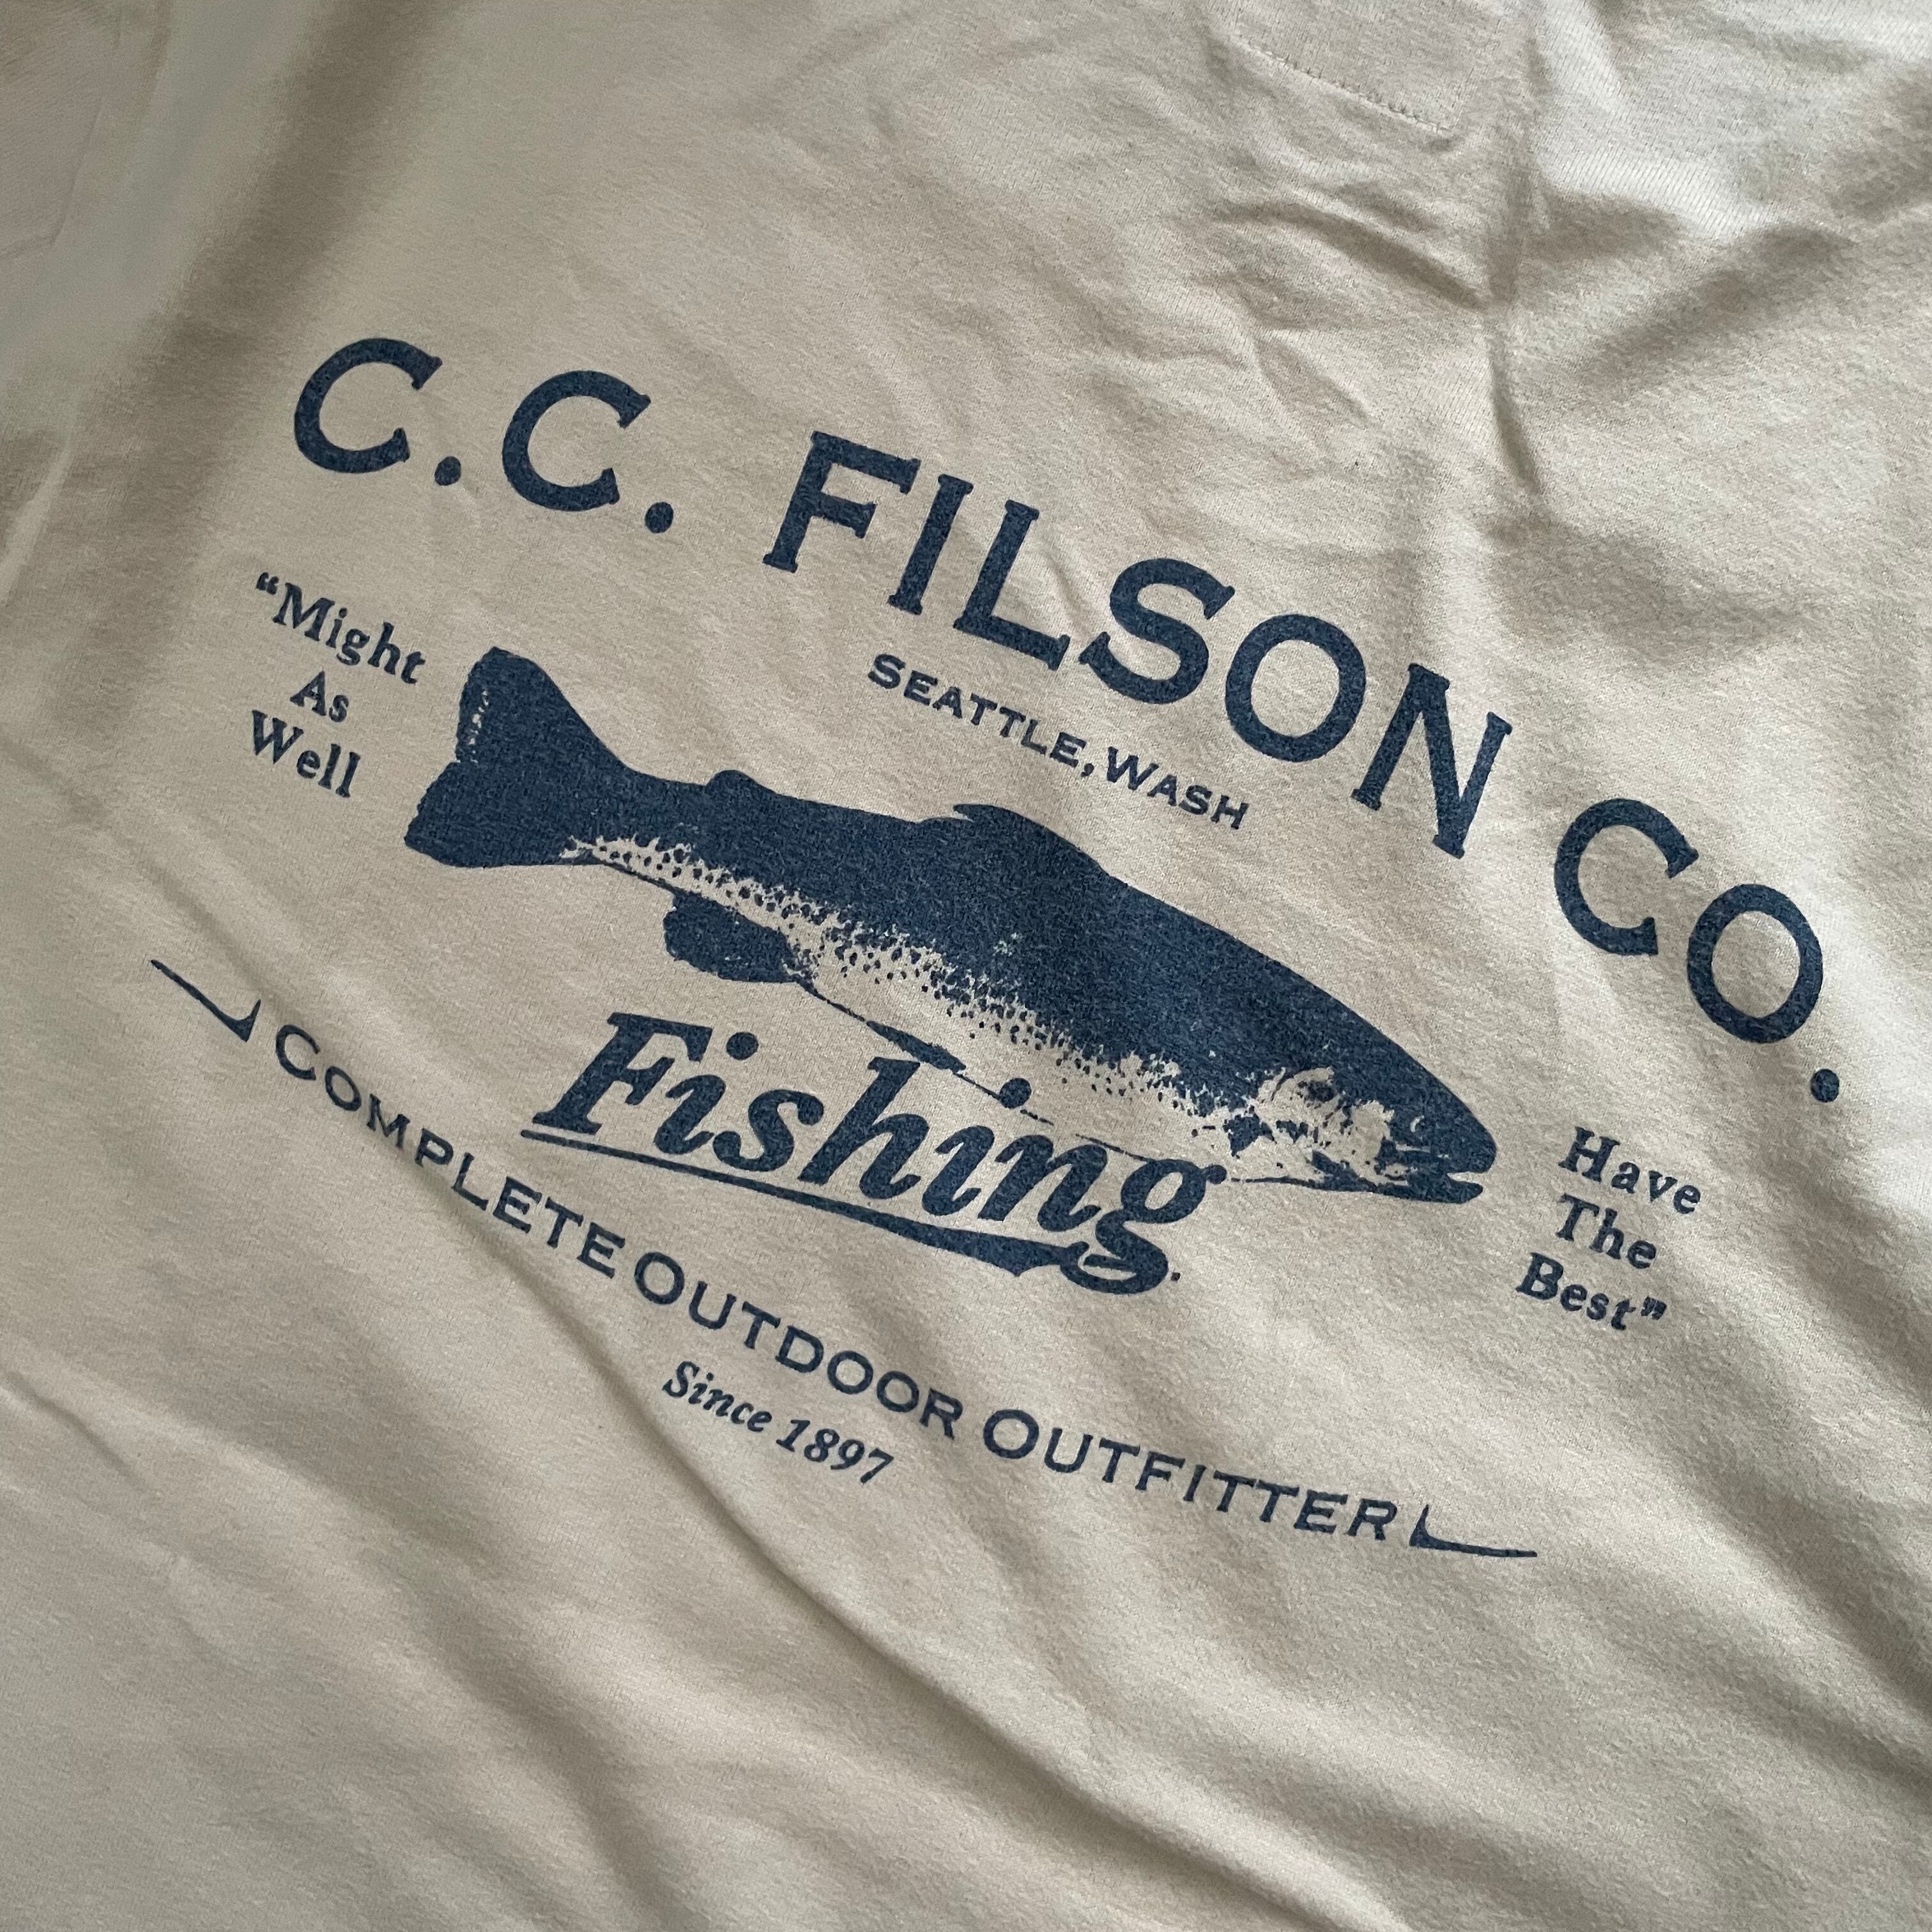 C.C. FILSON CO.
SEATTLE, WASH
“Might
As
Well
Have
The
Best”
Fishing
COMPLETE OUTDOOR OUTFITTER
Since 1897